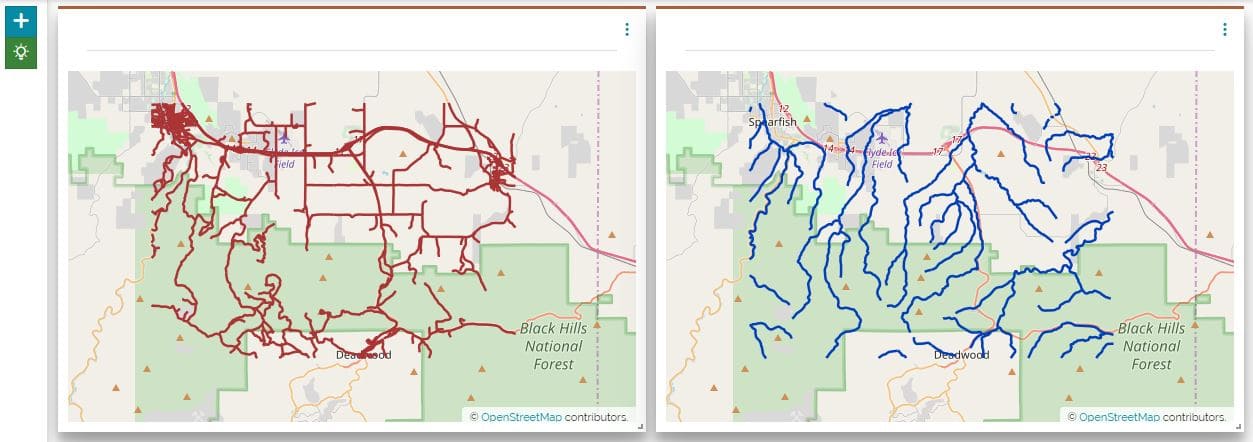 Field
Deadwood
Black Hills
National
Forest
© OpenStreetMap contributors.
12
Spearfish
14
17
Clyde Ice
Field
17
23
Deadwood
Black Hills
National
Forest
© OpenStreetMap contributors.